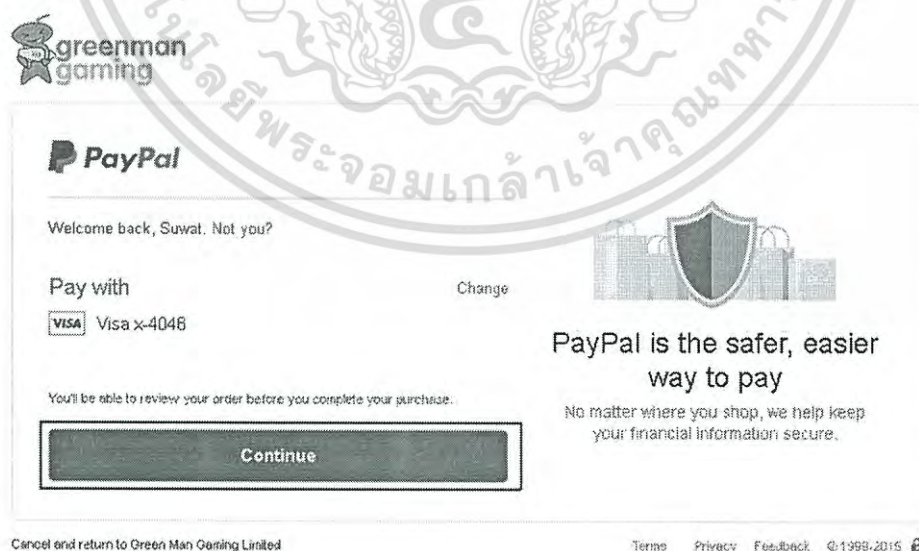 greenman
gaming
PayPal
Welcome back, Suwat. Not you?
Pay with
Change
VISA Visa x-4048
You'll be able to review your order before you complete your purchase.
Continue
PayPal is the safer, easier
way to pay
No matter where you shop, we help keep
your financial information secure.
Cancel and return to Green Man Gaming Limited
Terms Privacy Feedback © 1999-2015